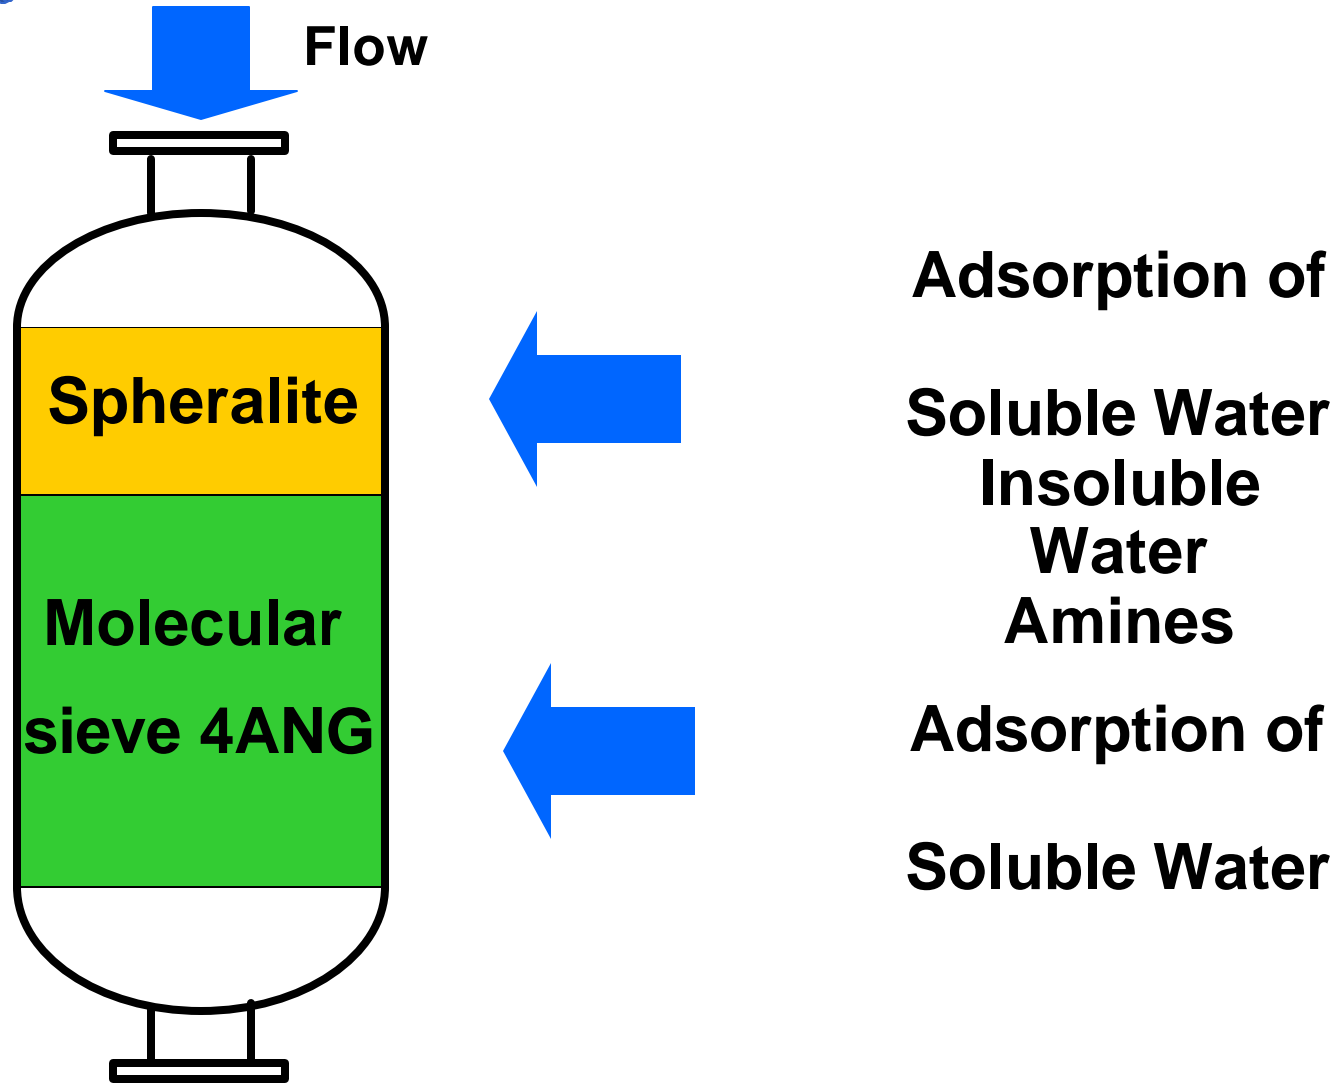 Flow
Adsorption of
Spheralite
Soluble Water
Insoluble
Water
Amines
Molecular
sieve 4ANG
Adsorption of
Soluble Water